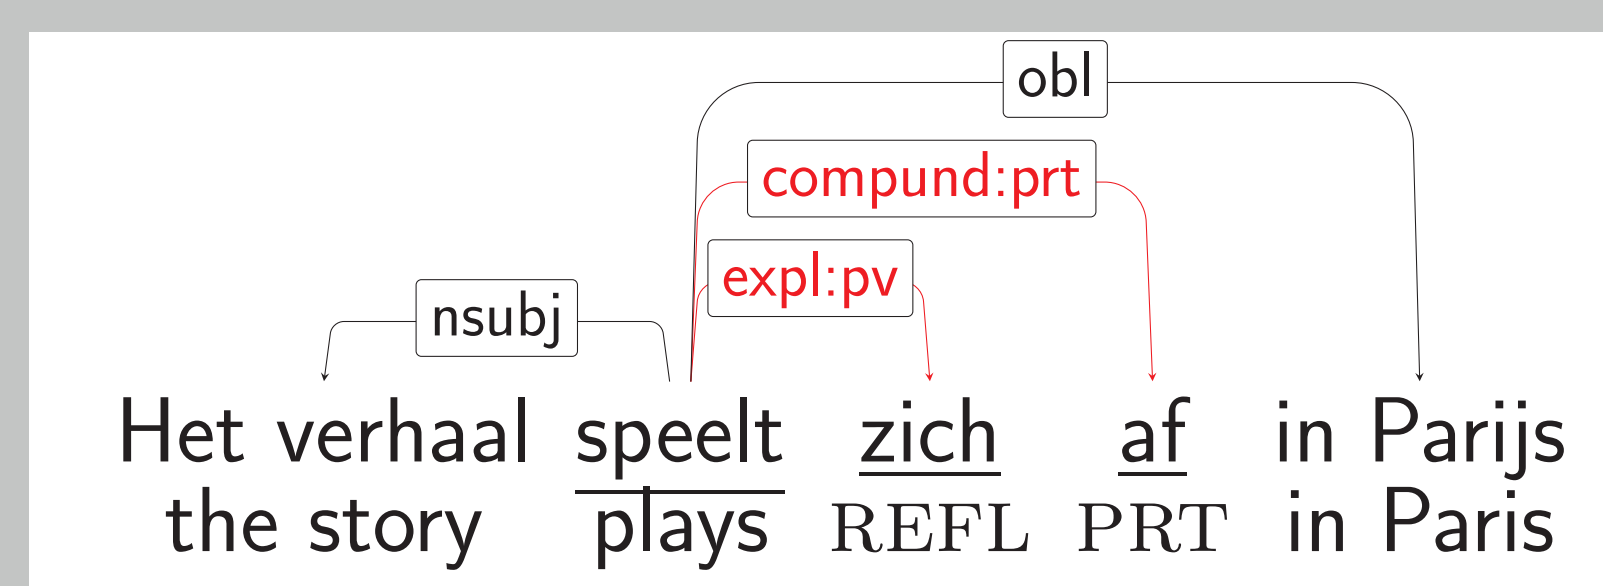 obl
compund:prt
expl:pv
nsubj
Het verhaal speelt zich af in Parijs
the story plays REFL PRT in Paris